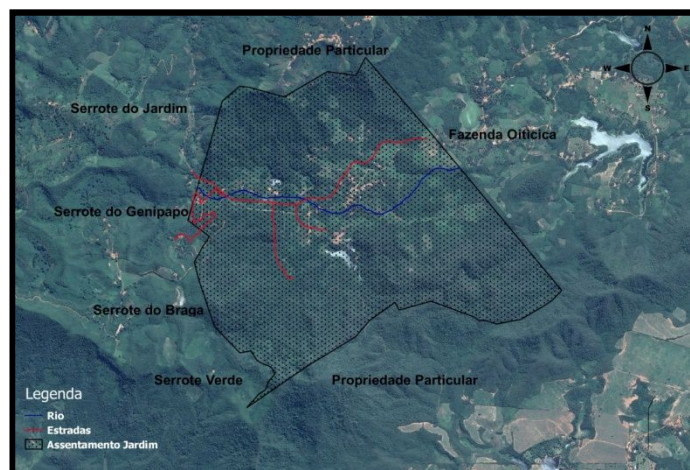 Propriedade Particular
N
W E
S
Serrote do Jardim
Fazenda Oiticica
Serrote do Genipapo
Serrote do Braga
Serrote Verde
Propriedade Particular
Legenda
Rio
Estradas
Assentamento Jardim